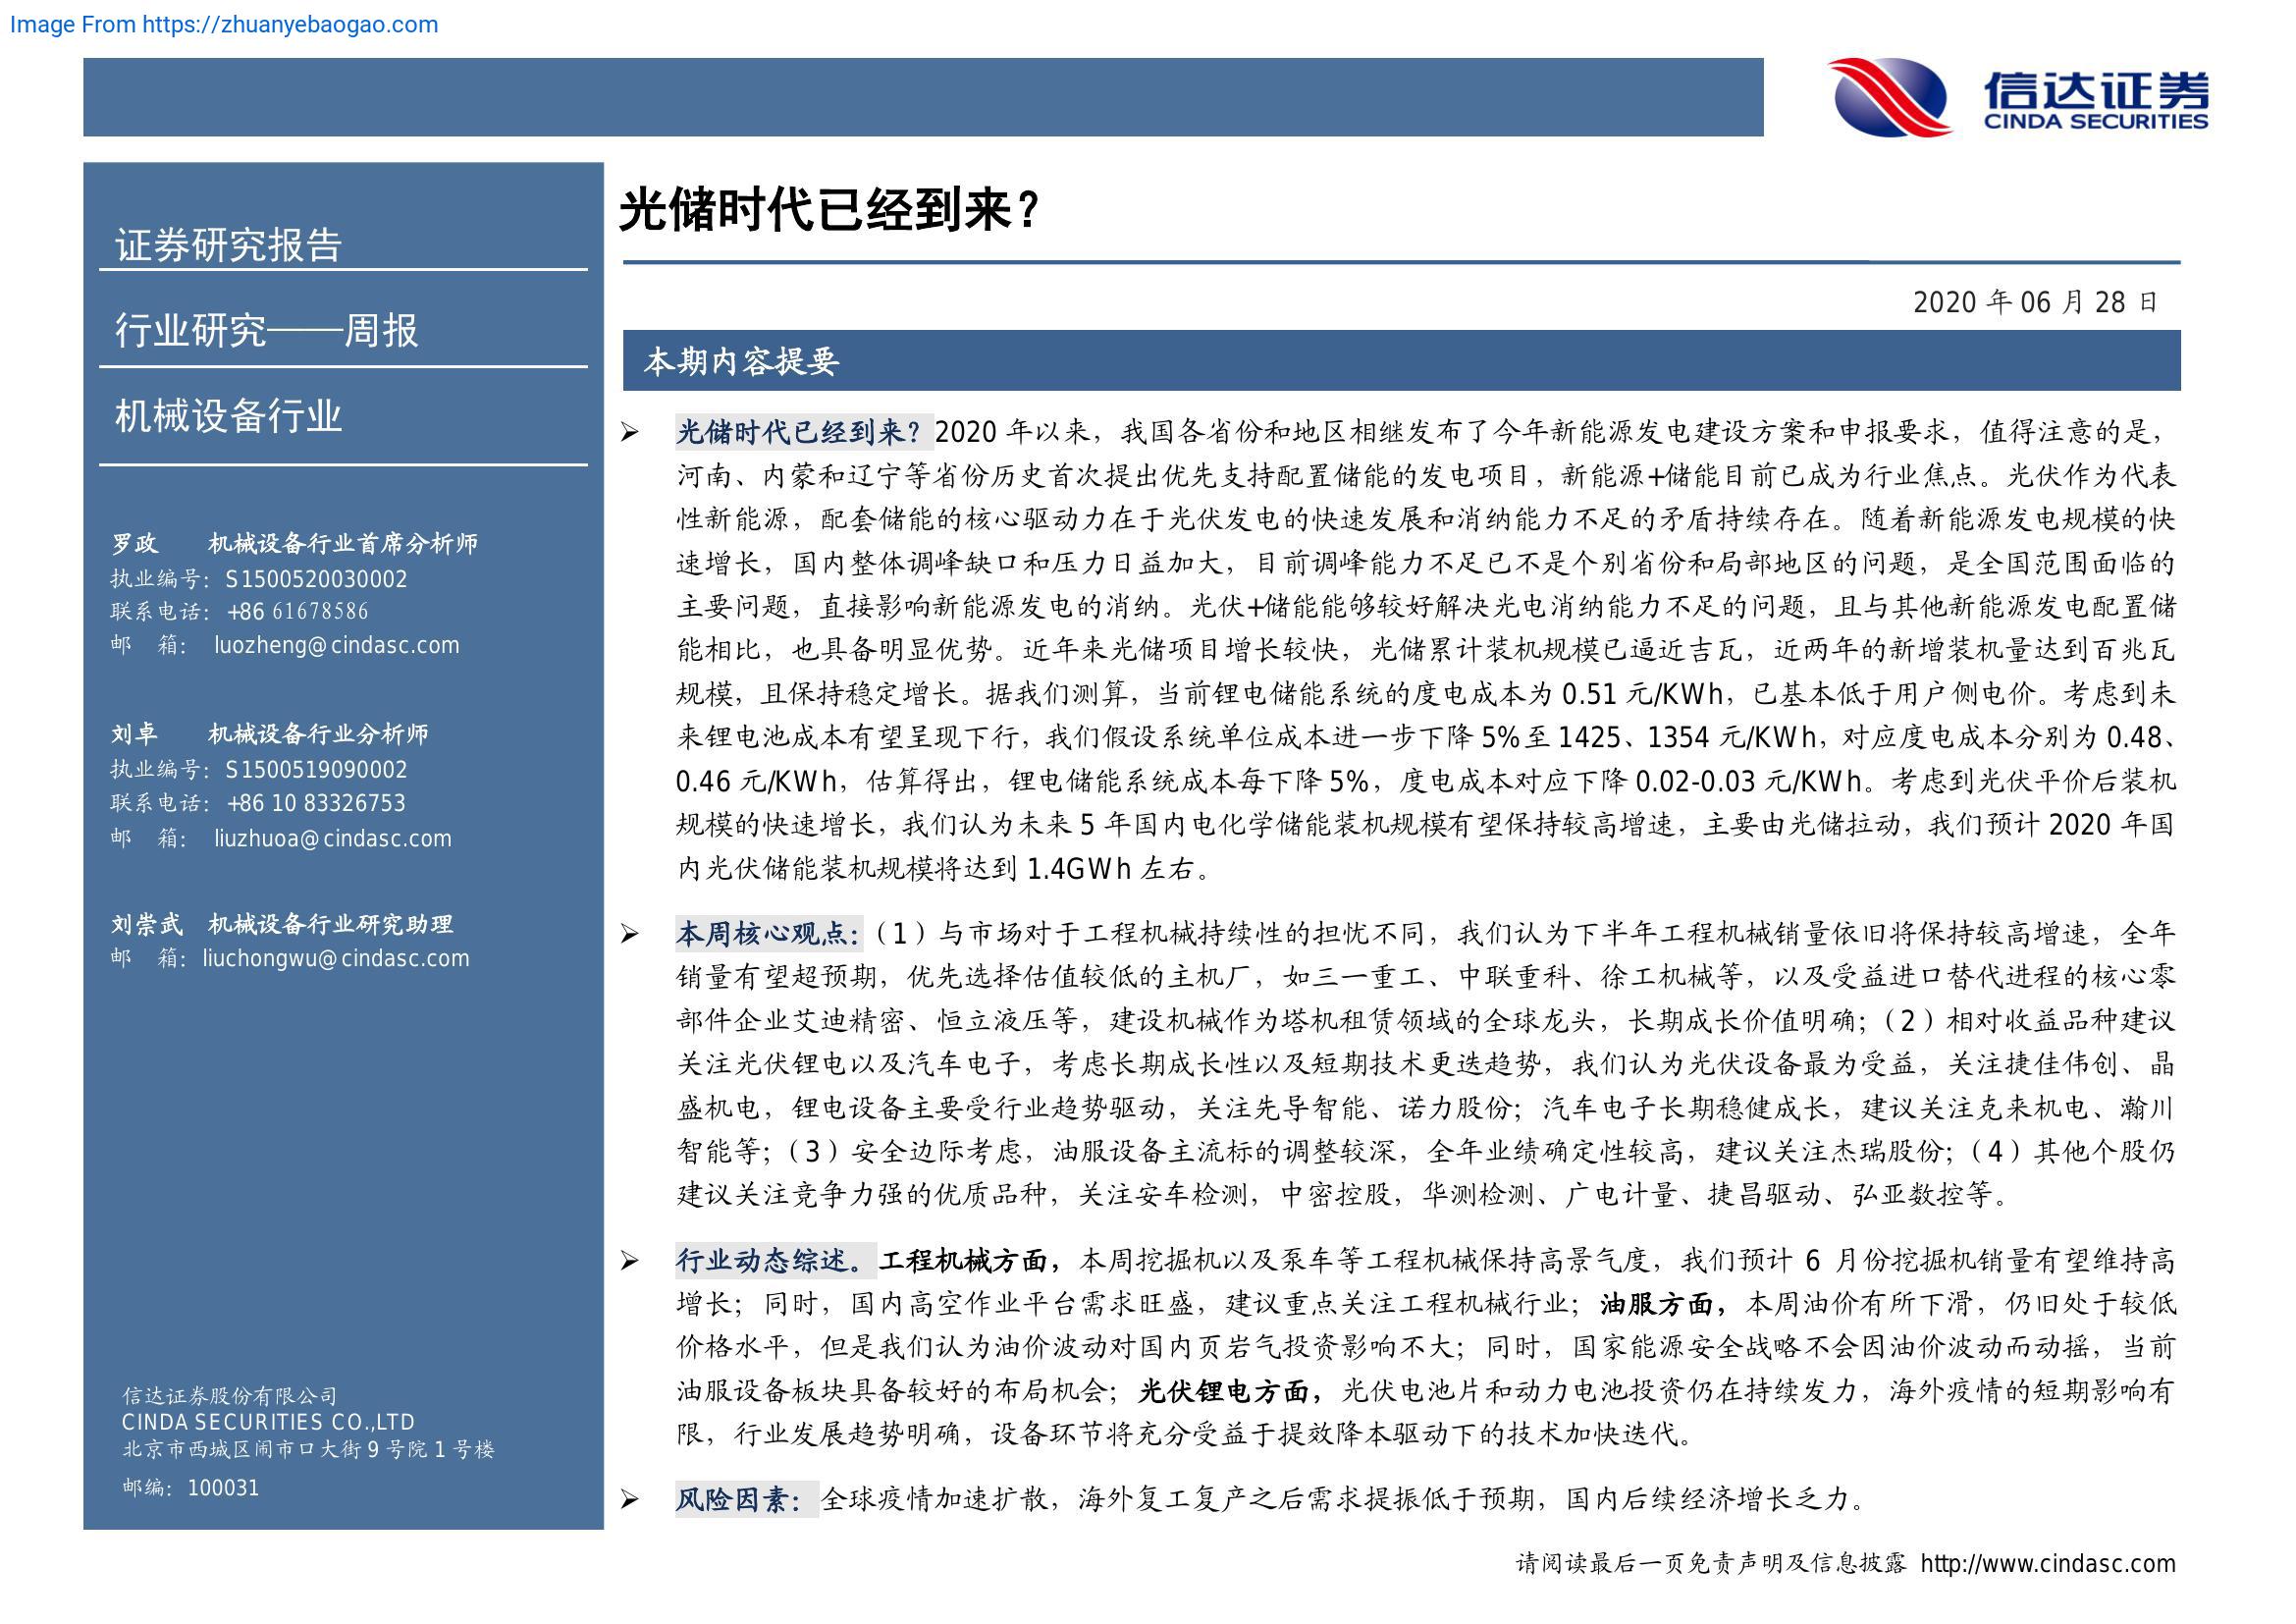 Image From https://zhuanyebaogao.com
信达证券
CINDA SECURITIES
证券研究报告
行业研究——周报
机械设备行业
罗政 机械设备行业首席分析师
执业编号：S1500520030002
联系电话：+86 61678586
邮 箱： luozheng@cindasc.com
刘卓 机械设备行业分析师
执业编号：S1500519090002
联系电话：+86 10 83326753
邮 箱： liuzhuoa@cindasc.com
刘崇武 机械设备行业研究助理
邮 箱：liuchongwu@cindasc.com
信达证券股份有限公司
CINDA SECURITIES CO.,LTD
北京市西城区闹市口大街9号院1号楼
邮编：100031
光储时代已经到来？
2020 年 06 月 28 日
本期内容提要
➢ 光储时代已经到来？2020 年以来，我国各省份和地区相继发布了今年新能源发电建设方案和申报要求，值得注意的是，
河南、内蒙和辽宁等省份历史首次提出优先支持配置储能的发电项目，新能源+储能目前已成为行业焦点。光伏作为代表
性新能源，配套储能的核心驱动力在于光伏发电的快速发展和消纳能力不足的矛盾持续存在。随着新能源发电规模的快
速增长，国内整体调峰缺口和压力日益加大，目前调峰能力不足已不是个别省份和局部地区的问题，是全国范围面临的
主要问题，直接影响新能源发电的消纳。光伏+储能能够较好解决光电消纳能力不足的问题，且与其他新能源发电配置储
能相比，也具备明显优势。近年来光储项目增长较快，光储累计装机规模已逼近吉瓦，近两年的新增装机量达到百兆瓦
规模，且保持稳定增长。据我们测算，当前锂电储能系统的度电成本为 0.51 元/KWh，已基本低于用户侧电价。考虑到未
来锂电池成本有望呈现下行，我们假设系统单位成本进一步下降 5%至 1425、1354 元/KWh，对应度电成本分别为 0.48、
0.46 元/KWh，估算得出，锂电储能系统成本每下降 5%，度电成本对应下降 0.02-0.03 元/KWh。考虑到光伏平价后装机
规模的快速增长，我们认为未来 5 年国内电化学储能装机规模有望保持较高增速，主要由光储拉动，我们预计 2020 年国
内光伏储能装机规模将达到 1.4GWh 左右。
➢ 本周核心观点:（1）与市场对于工程机械持续性的担忧不同，我们认为下半年工程机械销量依旧将保持较高增速，全年
销量有望超预期，优先选择估值较低的主机厂，如三一重工、中联重科、徐工机械等，以及受益进口替代进程的核心零
部件企业艾迪精密、恒立液压等，建设机械作为塔机租赁领域的全球龙头，长期成长价值明确；（2）相对收益品种建议
关注光伏锂电以及汽车电子，考虑长期成长性以及短期技术更迭趋势，我们认为光伏设备最为受益，关注捷佳伟创、晶
盛机电，锂电设备主要受行业趋势驱动，关注先导智能、诺力股份；汽车电子长期稳健成长，建议关注克来机电、瀚川
智能等；（3）安全边际考虑，油服设备主流标的调整较深，全年业绩确定性较高，建议关注杰瑞股份；（4）其他个股仍
建议关注竞争力强的优质品种，关注安车检测，中密控股，华测检测、广电计量、捷昌驱动、弘亚数控等。
➢ 行业动态综述。工程机械方面，本周挖掘机以及泵车等工程机械保持高景气度，我们预计 6 月份挖掘机销量有望维持高
增长；同时，国内高空作业平台需求旺盛，建议重点关注工程机械行业；油服方面，本周油价有所下滑，仍旧处于较低
价格水平，但是我们认为油价波动对国内页岩气投资影响不大；同时，国家能源安全战略不会因油价波动而动摇，当前
油服设备板块具备较好的布局机会；光伏锂电方面，光伏电池片和动力电池投资仍在持续发力，海外疫情的短期影响有
限，行业发展趋势明确，设备环节将充分受益于提效降本驱动下的技术加快迭代。
➢ 风险因素：全球疫情加速扩散，海外复工复产之后需求提振低于预期，国内后续经济增长乏力。
请阅读最后一页免责声明及信息披露 http://www.cindasc.com